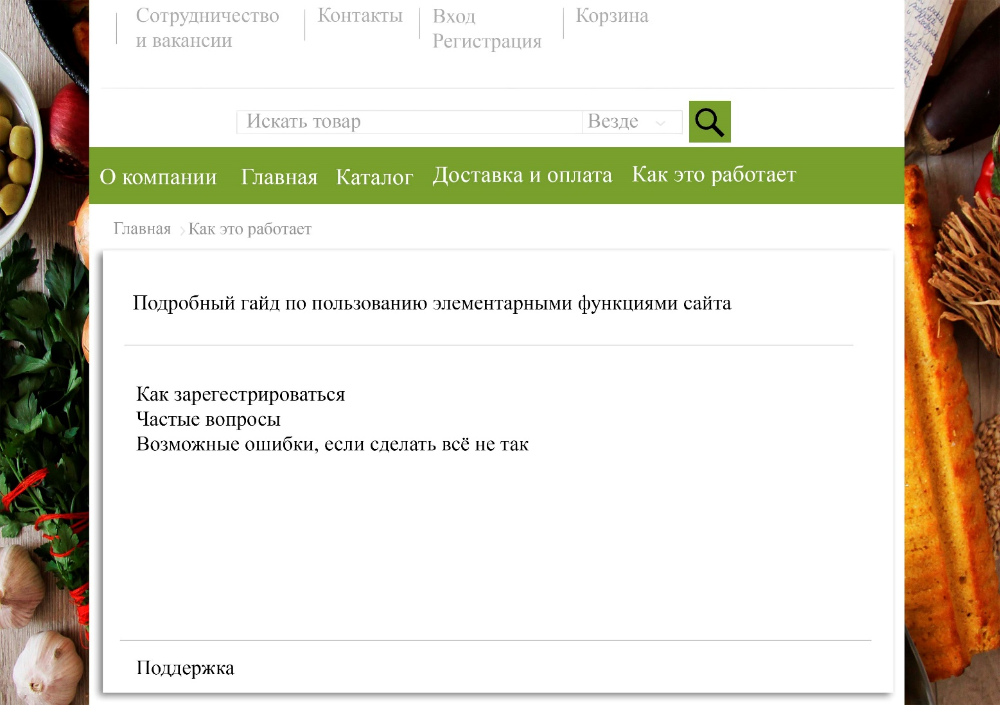 Сотрудничество
и вакансии
Контакты
Вход
Регистрация
Корзина
Искать товар
Везде
О компании
Главная
Каталог
Доставка и оплата
Как это работает
Главная
Как это работает
Подробный гайд по пользованию элементарными функциями сайта
Как зарегестрироваться
Частые вопросы
Возможные ошибки, если сделать всё не так
Поддержка